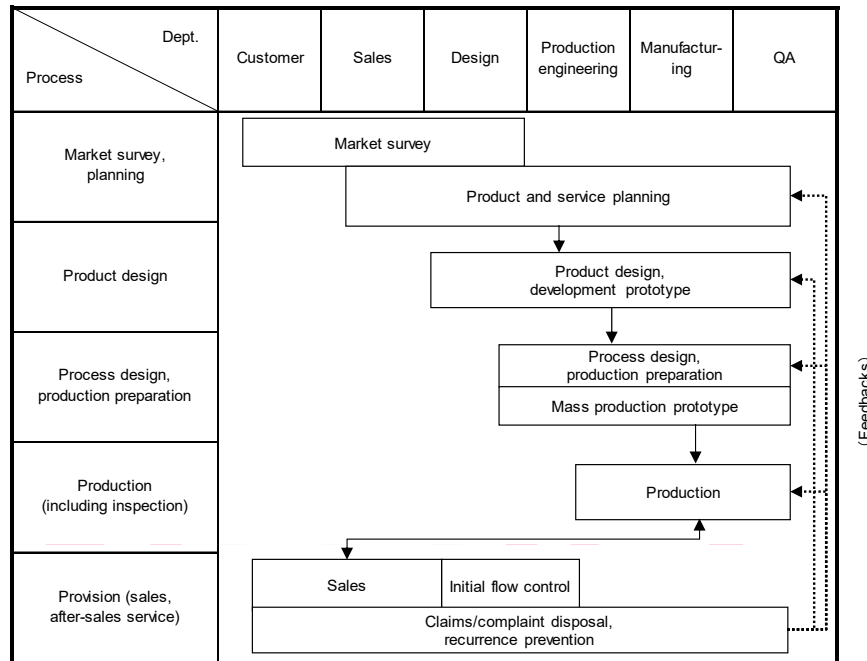 Dept.
Process
Customer
Sales
Design
Production
engineering
Manufactur-
ing
QA
Market survey,
planning
Market survey
Product and service planning
Product design
Product design,
development prototype
Process design,
production preparation
Process design,
production preparation
Mass production prototype
Production
(including inspection)
Production
Provision (sales,
after-sales service)
Sales
Initial flow control
Claims/complaint disposal,
recurrence prevention
(Feedbacks)